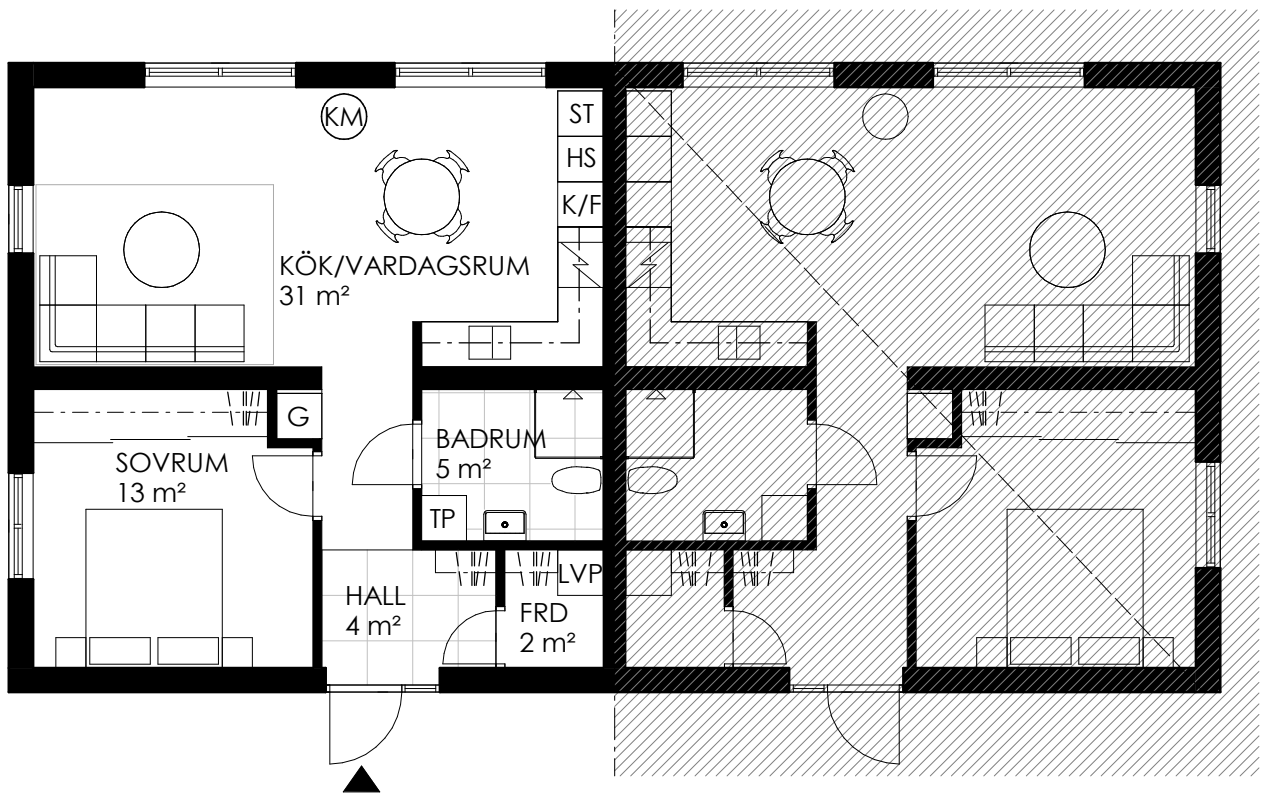 KM
ST
HS
K/F
KÖK/VARDAGSRUM
31 m²
G
BADRUM
5 m²
SOVRUM
13 m²
TP
LVP
HALL
4 m²
FRD
2 m²